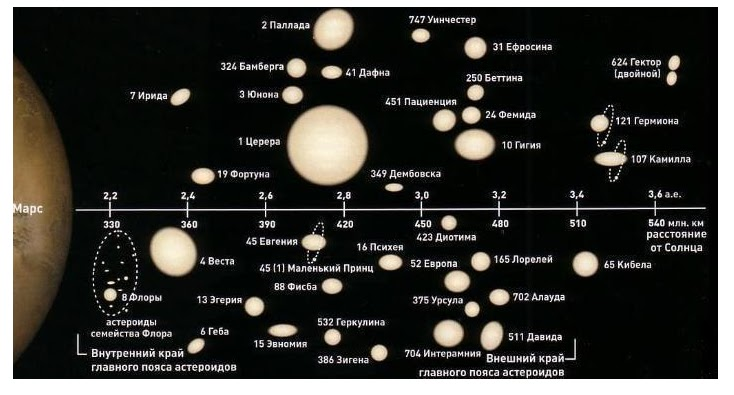 2 Паллада
747 Уинчестер
31 Ефросина
324 Бамберга
41 Дафна
624 Гектор
(двойной)
250 Беттина
7 Ирида
3 Юнона
451 Пациенция
24 Фемида
121 Гермиона
1 Церера
10 Гигия
107 Камилла
19 Фортуна
349 Дембовска
Марс
2,2
2,4
2,6
2,8
3,0
3,2
3,4
3,6 а.е.
330
360
390
420
450
480
510
540 млн. км
расстояние
от Солнца
423 Диотима
45 Евгения
16 Психея
4 Веста
45 (1) Маленький Принц
52 Европа
165 Лорелей
65 Кибела
88 Фисба
8 Флоры
13 Эгерия
375 Урсула
702 Алауда
астероиды
семейства Флора
6 Геба
15 Эвномия
532 Геркулина
511 Давида
386 Зигена
704 Интерамния
Внутренний край
главного пояса астероидов
Внешний край
главного пояса астероидов